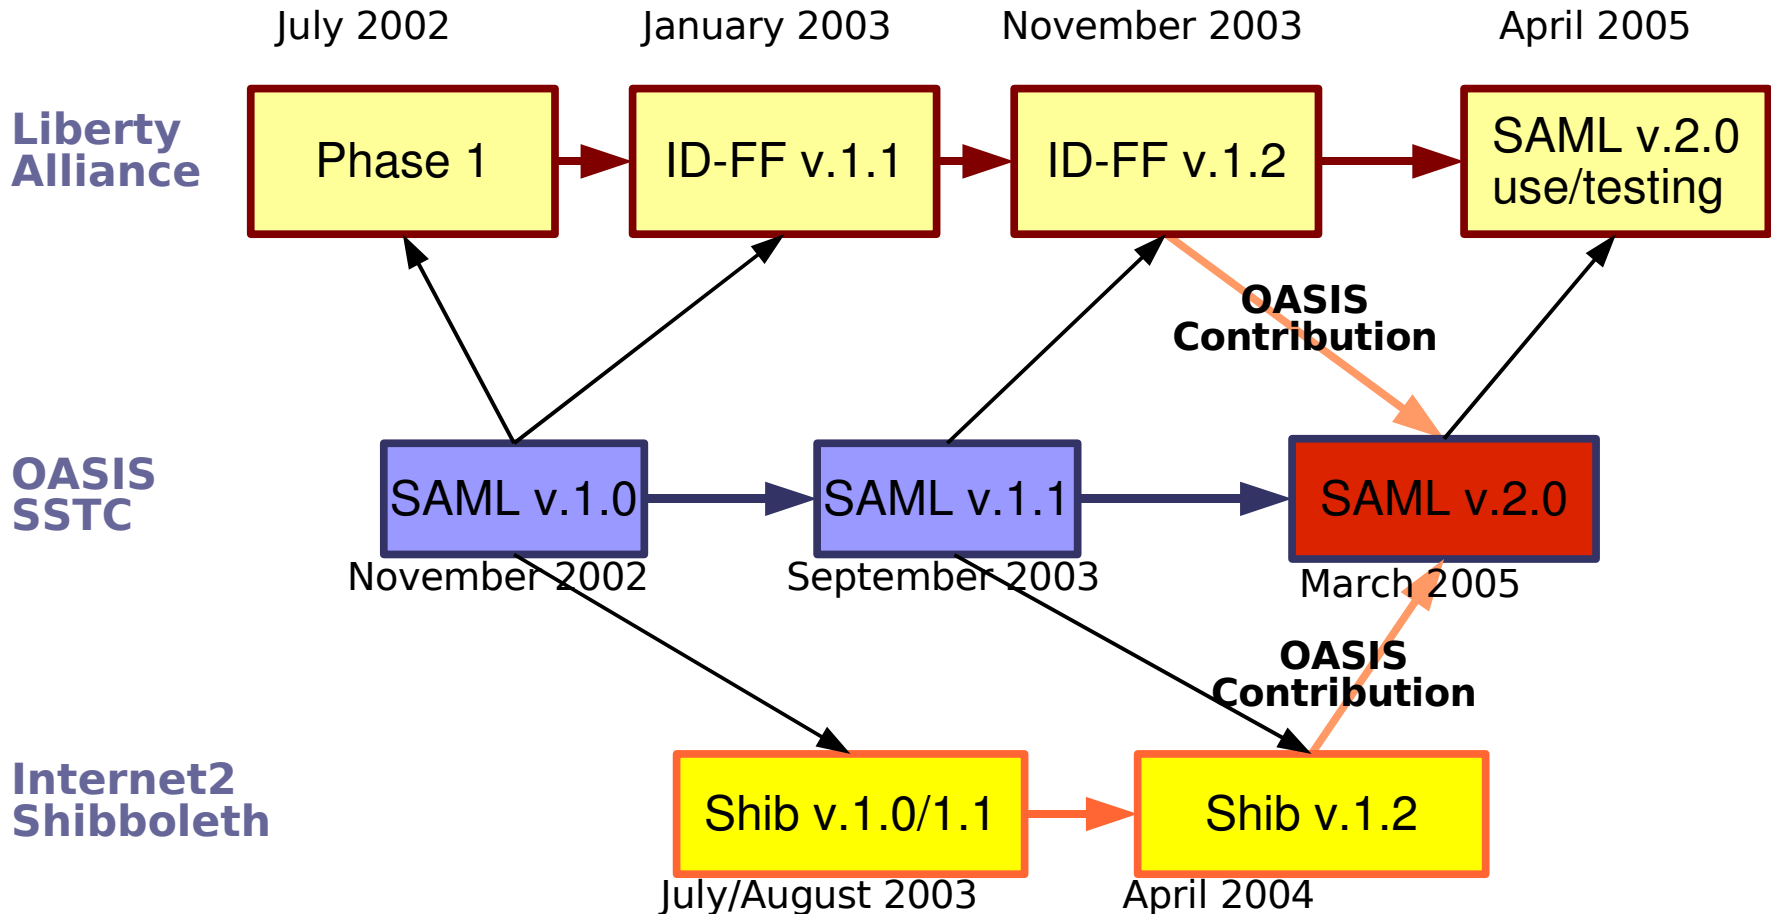 July 2002
January 2003
November 2003
April 2005
Liberty
Alliance
Phase 1
ID-FF v.1.1
ID-FF v.1.2
SAML v.2.0
use/testing
OASIS
Contribution
OASIS
SSTC
SAML v.1.0
SAML v.1.1
SAML v.2.0
November 2002
September 2003
March 2005
OASIS
Contribution
Internet2
Shibboleth
Shib v.1.0/1.1
Shib v.1.2
July/August 2003
April 2004